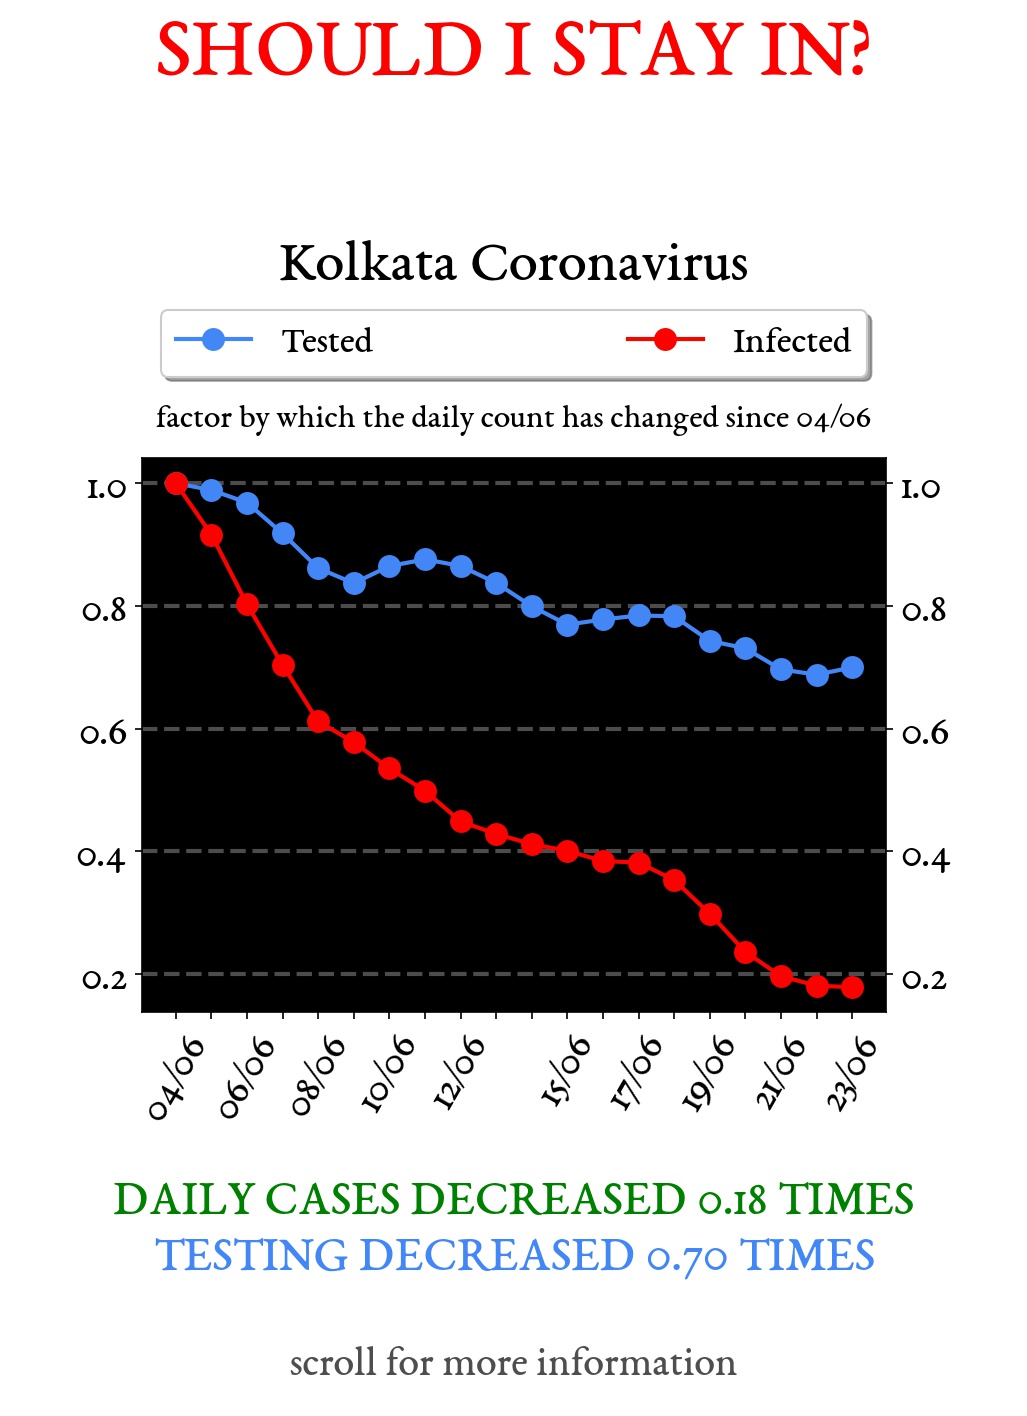 SHOULD I STAY IN?
Kolkata Coronavirus
Tested Infected
factor by which the daily count has changed since 04/06
1.0 1.0
0.8 0.8
0.6 0.6
0.4 0.4
0.2 0.2
04/06 06/06 08/06 10/06 12/06 15/06 17/06 19/06 21/06 23/06
DAILY CASES DECREASED 0.18 TIMES
TESTING DECREASED 0.70 TIMES
scroll for more information